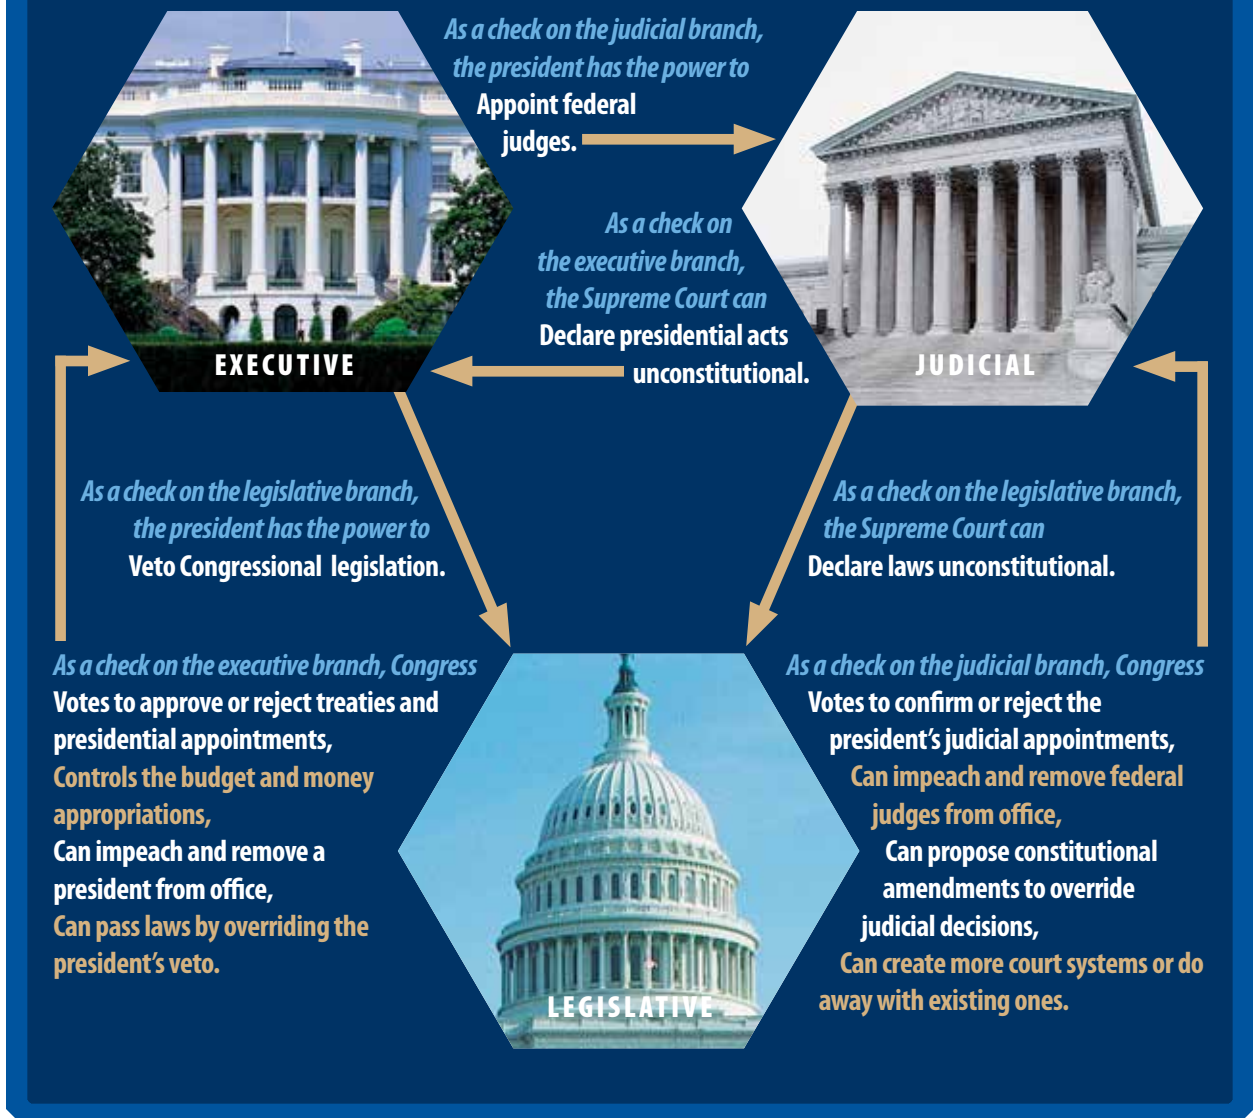 As a check on the judicial branch,
the president has the power to
Appoint federal
judges.
As a check on
the executive branch,
the Supreme Court can
Declare presidential acts
unconstitutional.
EXECUTIVE
JUDICIAL
As a check on the legislative branch,
the president has the power to
Veto Congressional legislation.
As a check on the legislative branch,
the Supreme Court can
Declare laws unconstitutional.
As a check on the executive branch, Congress
Votes to approve or reject treaties and
presidential appointments,
Controls the budget and money
appropriations,
Can impeach and remove a
president from office,
Can pass laws by overriding the
president's veto.
As a check on the judicial branch, Congress
Votes to confirm or reject the
president's judicial appointments,
Can impeach and remove federal
judges from office,
Can propose constitutional
amendments to override
judicial decisions,
Can create more court systems or do
away with existing ones.
LEGISLATIVE